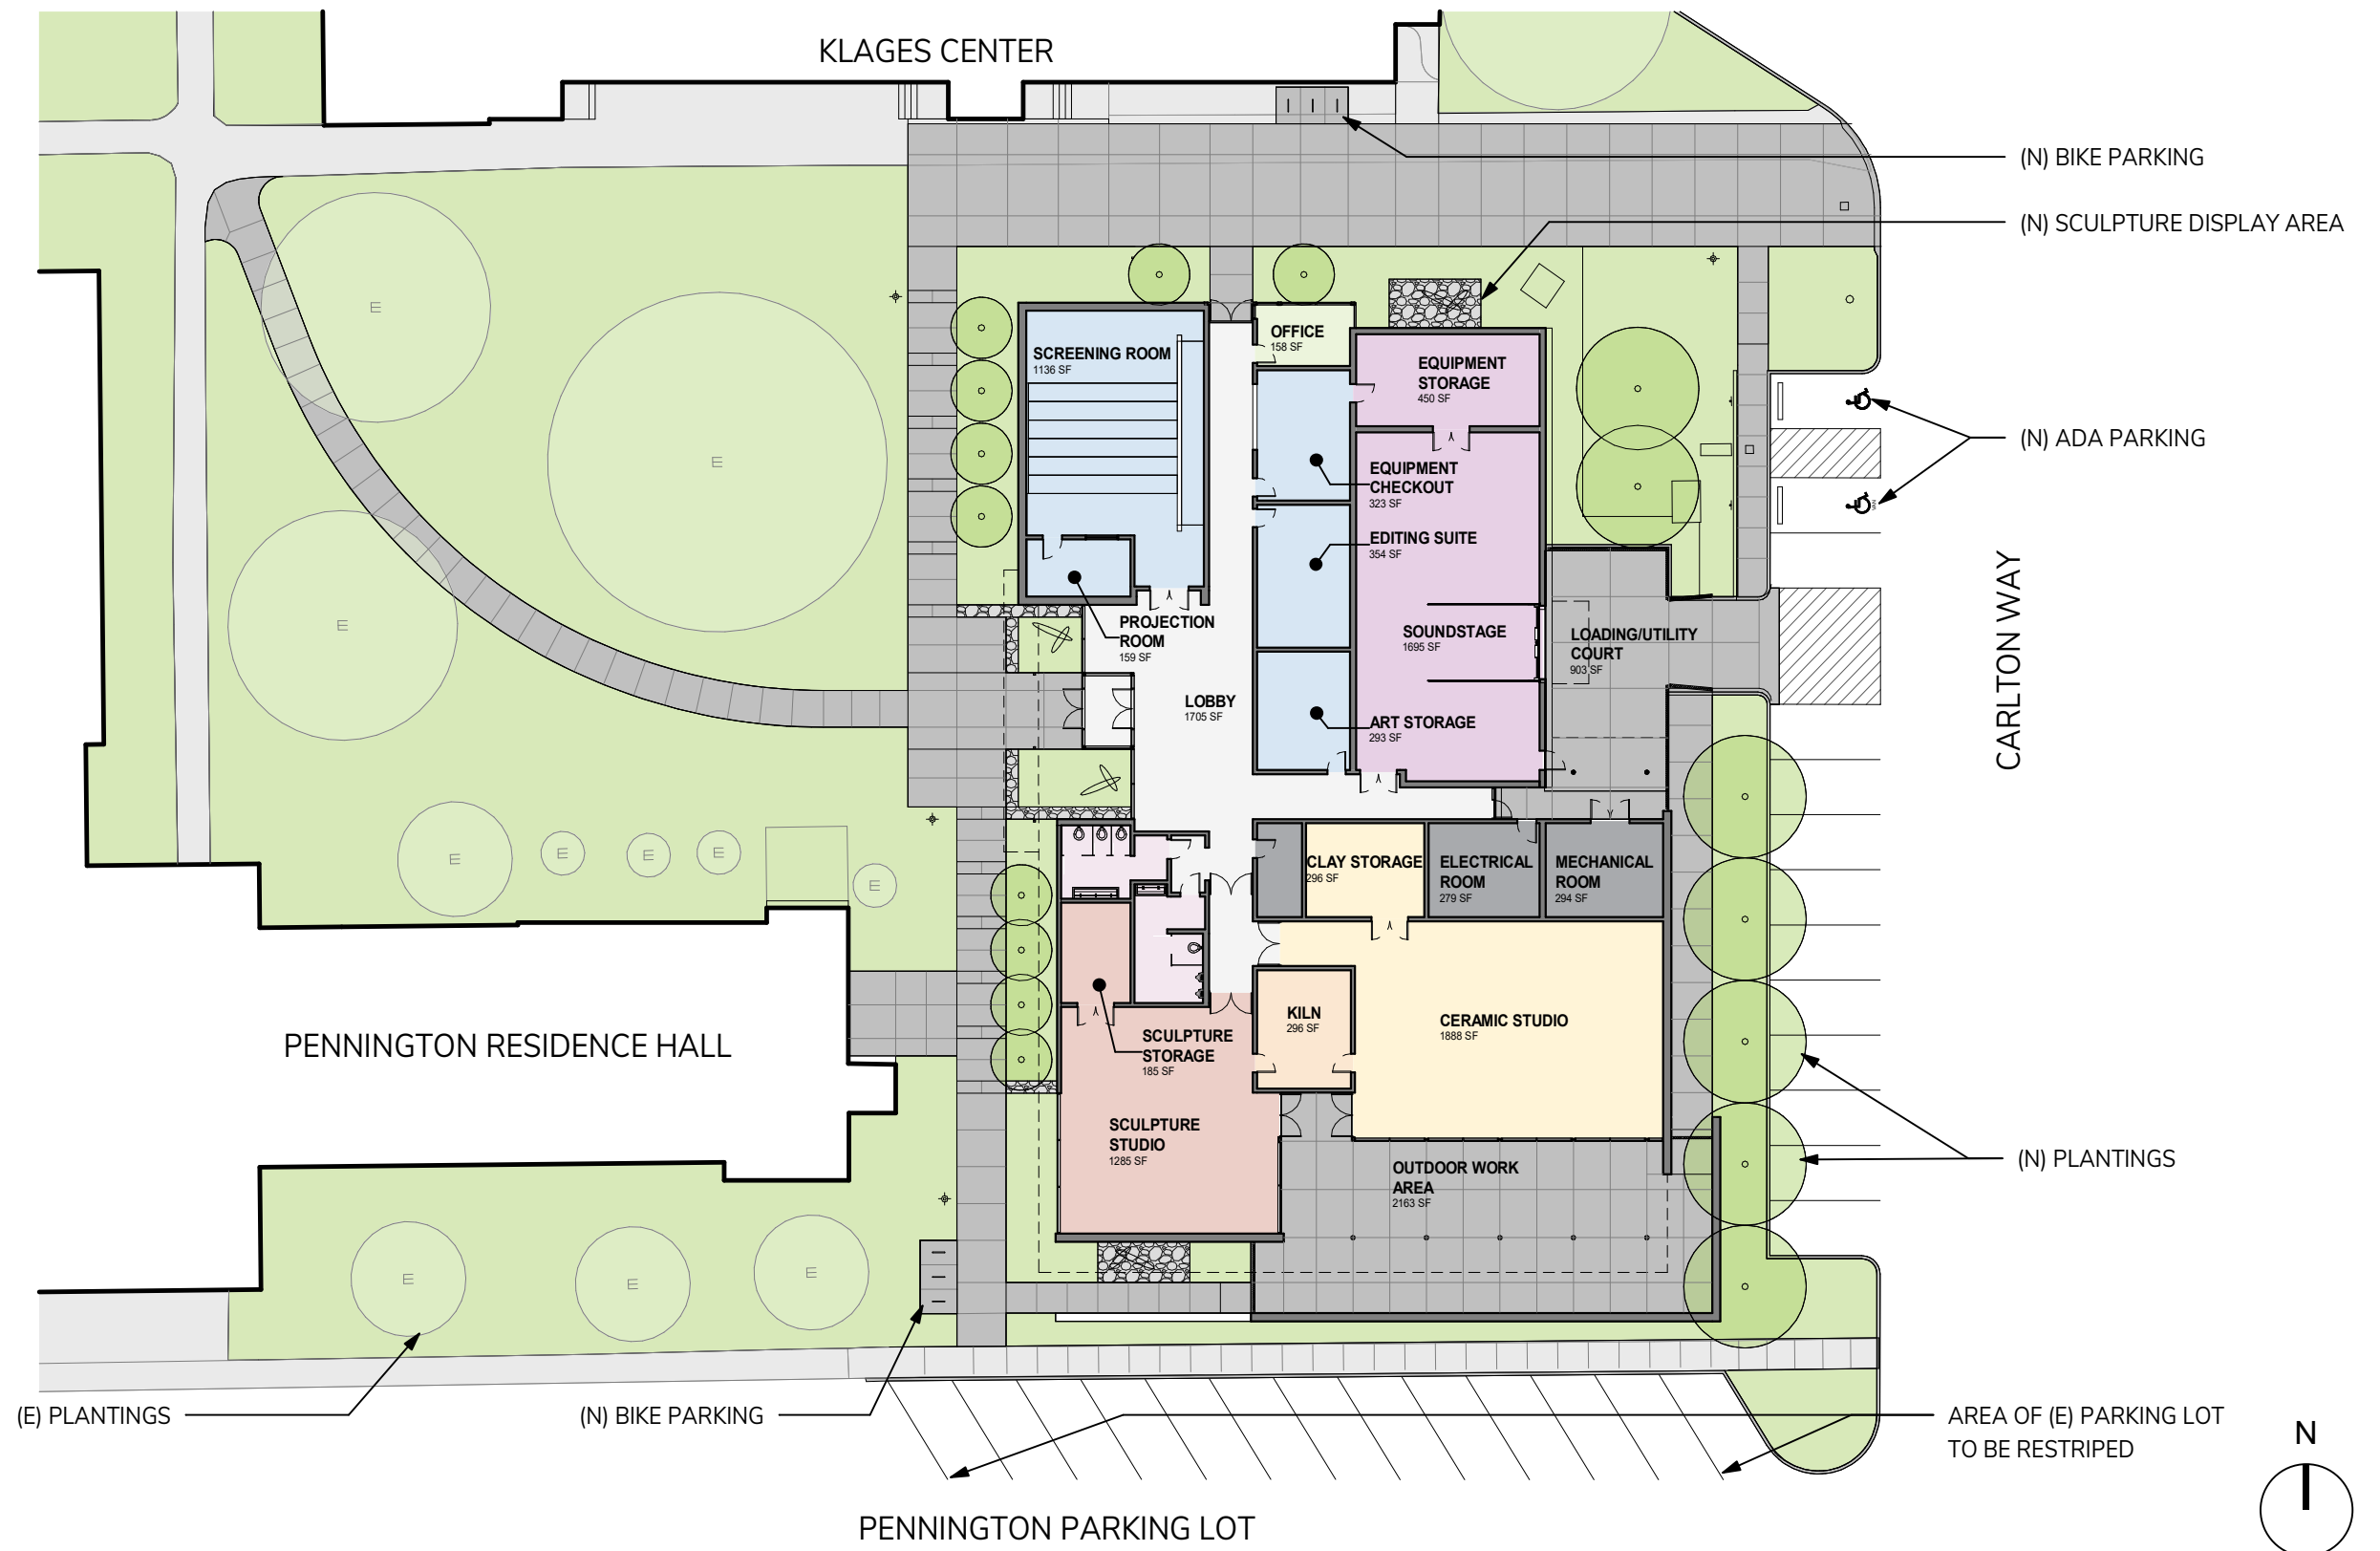 KLAGES CENTER
(N) BIKE PARKING
(N) SCULPTURE DISPLAY AREA
OFFICE
158 SF
SCREENING ROOM
1136 SF
EQUIPMENT
STORAGE
450 SF
(N) ADA PARKING
EQUIPMENT
CHECKOUT
323 SF
EDITING SUITE
354 SF
PROJECTION
ROOM
159 SF
SOUNDSTAGE
1695 SF
LOADING/UTILITY
COURT
903 SF
CARLTON WAY
LOBBY
1705 SF
ART STORAGE
293 SF
CLAY STORAGE
296 SF
ELECTRICAL
ROOM
279 SF
MECHANICAL
ROOM
294 SF
PENNINGTON RESIDENCE HALL
SCULPTURE
STORAGE
185 SF
KILN
296 SF
CERAMIC STUDIO
1888 SF
SCULPTURE
STUDIO
1285 SF
OUTDOOR WORK
AREA
2163 SF
(N) PLANTINGS
(E) PLANTINGS
(N) BIKE PARKING
AREA OF (E) PARKING LOT
TO BE RESTRIPED
N
PENNINGTON PARKING LOT